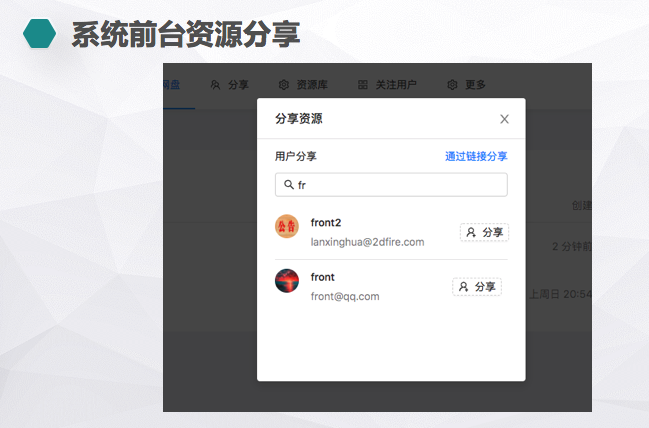 系统前台资源分享
盘 分享 资源库 关注用户 更多
分享资源
用户分享 通过链接分享
fr
创建
公告 front2
lanxinghua@2dfire.com 分享
2 分钟前
front
front@qq.com 分享
上周日 20:54